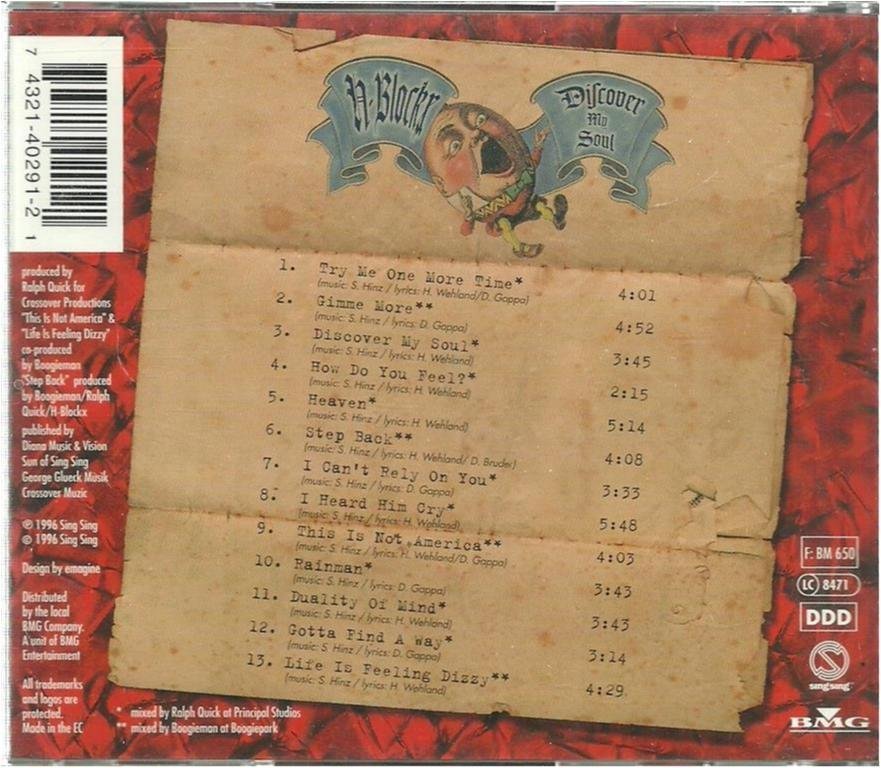 7 4321-40291-2 1
H-Blockx
Discover
My
Soul
1. Try Me One More Time* 4:01
(music: S. Hinz / lyrics: H. Wehland/D. Gappa)
2. Gimme More** 4:52
(music: S. Hinz / lyrics: D. Gappa)
3. Discover My Soul* 3:45
(music: S. Hinz / lyrics: H. Wehland)
4. How Do You Feel?* 2:15
(music: S. Hinz / lyrics: H. Wehland)
5. Heaven* 5:14
(music: S. Hinz / lyrics: H. Wehland)
6. Step Back** 4:08
(music: S. Hinz / lyrics: H. Wehland/ D. Bruder)
7. I Can't Rely On You* 3:33
(music: S. Hinz / lyrics: D. Gappa)
8. I Heard Him Cry* 5:48
(music: S. Hinz / lyrics: H. Wehland)
9. This Is Not America** 4:03
(music: S. Hinz / lyrics: H. Wehland/D. Gappa)
10. Rainman* 3:43
(music: S. Hinz / lyrics: D. Gappa)
11. Duality Of Mind* 3:43
(music: S. Hinz / lyrics: H. Wehland)
12. Gotta Find A Way* 3:14
(music: S. Hinz / lyrics: D. Gappa)
13. Life Is Feeling Dizzy** 4:29
(music: S. Hinz / lyrics: H. Wehland)
produced by
Ralph Quick for
Crossover Productions
"This Is Not America" &
"Life Is Feeling Dizzy"
co-produced
by Boogieman
"Step Back" produced
by Boogieman/Ralph
Quick/H-Blockx
published by
Diana Music & Vision
Sun of Sing Sing
George Glueck Musik
Crossover Muzic
℗ 1996 Sing Sing
© 1996 Sing Sing
Design by emagine
Distributed
by the local
BMG Company.
A unit of BMG
Entertainment
All trademarks
and logos are
protected.
Made in the EC
* mixed by Ralph Quick at Principal Studios
** mixed by Boogieman at Boogiepark
F: BM 650
LC 8471
DDD
sing sing
BMG